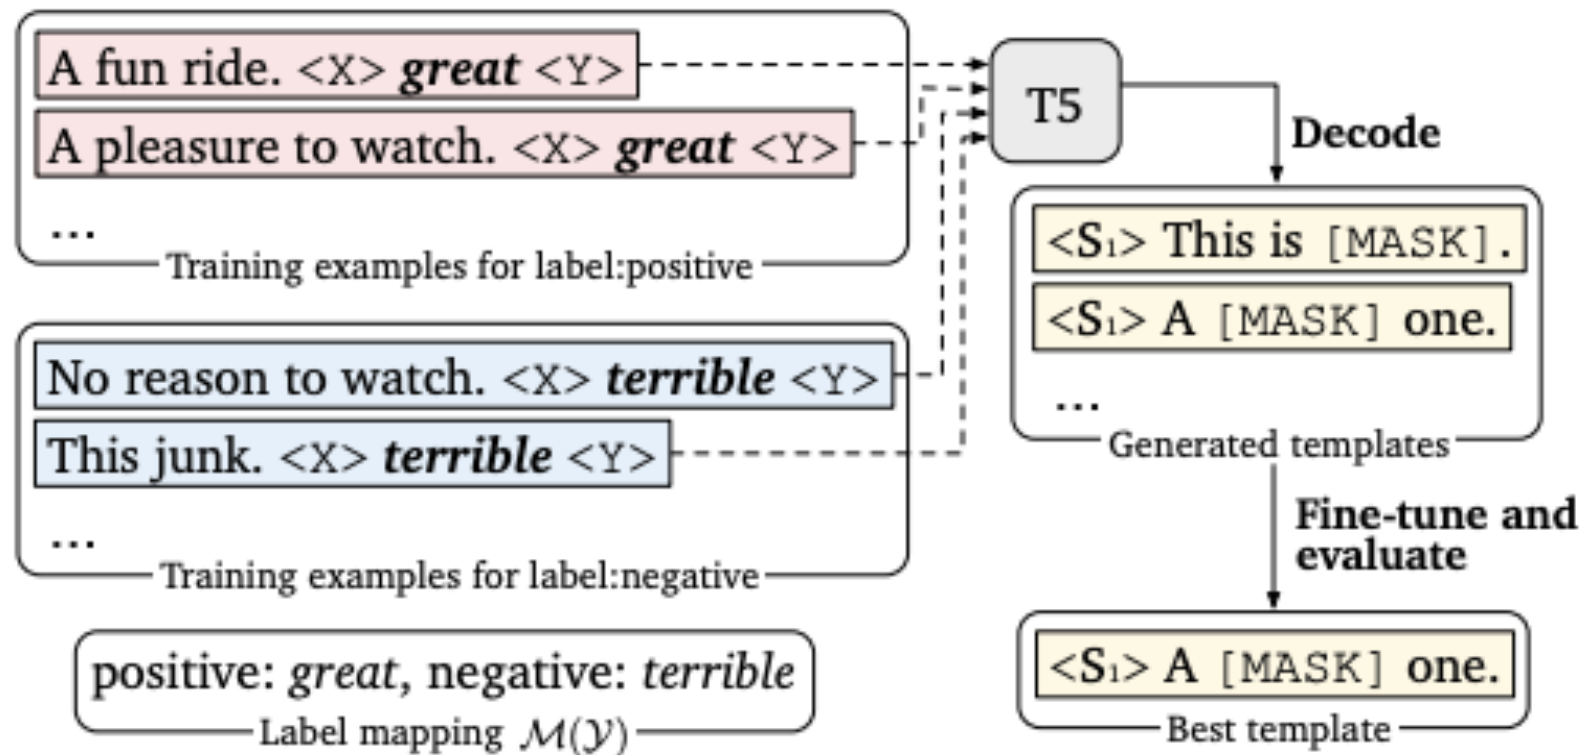 A fun ride. <X> great <Y>
A pleasure to watch. <X> great <Y>
...
Training examples for label:positive
No reason to watch. <X> terrible <Y>
This junk. <X> terrible <Y>
...
Training examples for label:negative
positive: great, negative: terrible
Label mapping ℳ(𝒴)
T5
Decode
<S₁> This is [MASK].
<S₁> A [MASK] one.
...
Generated templates
Fine-tune and
evaluate
<S₁> A [MASK] one.
Best template